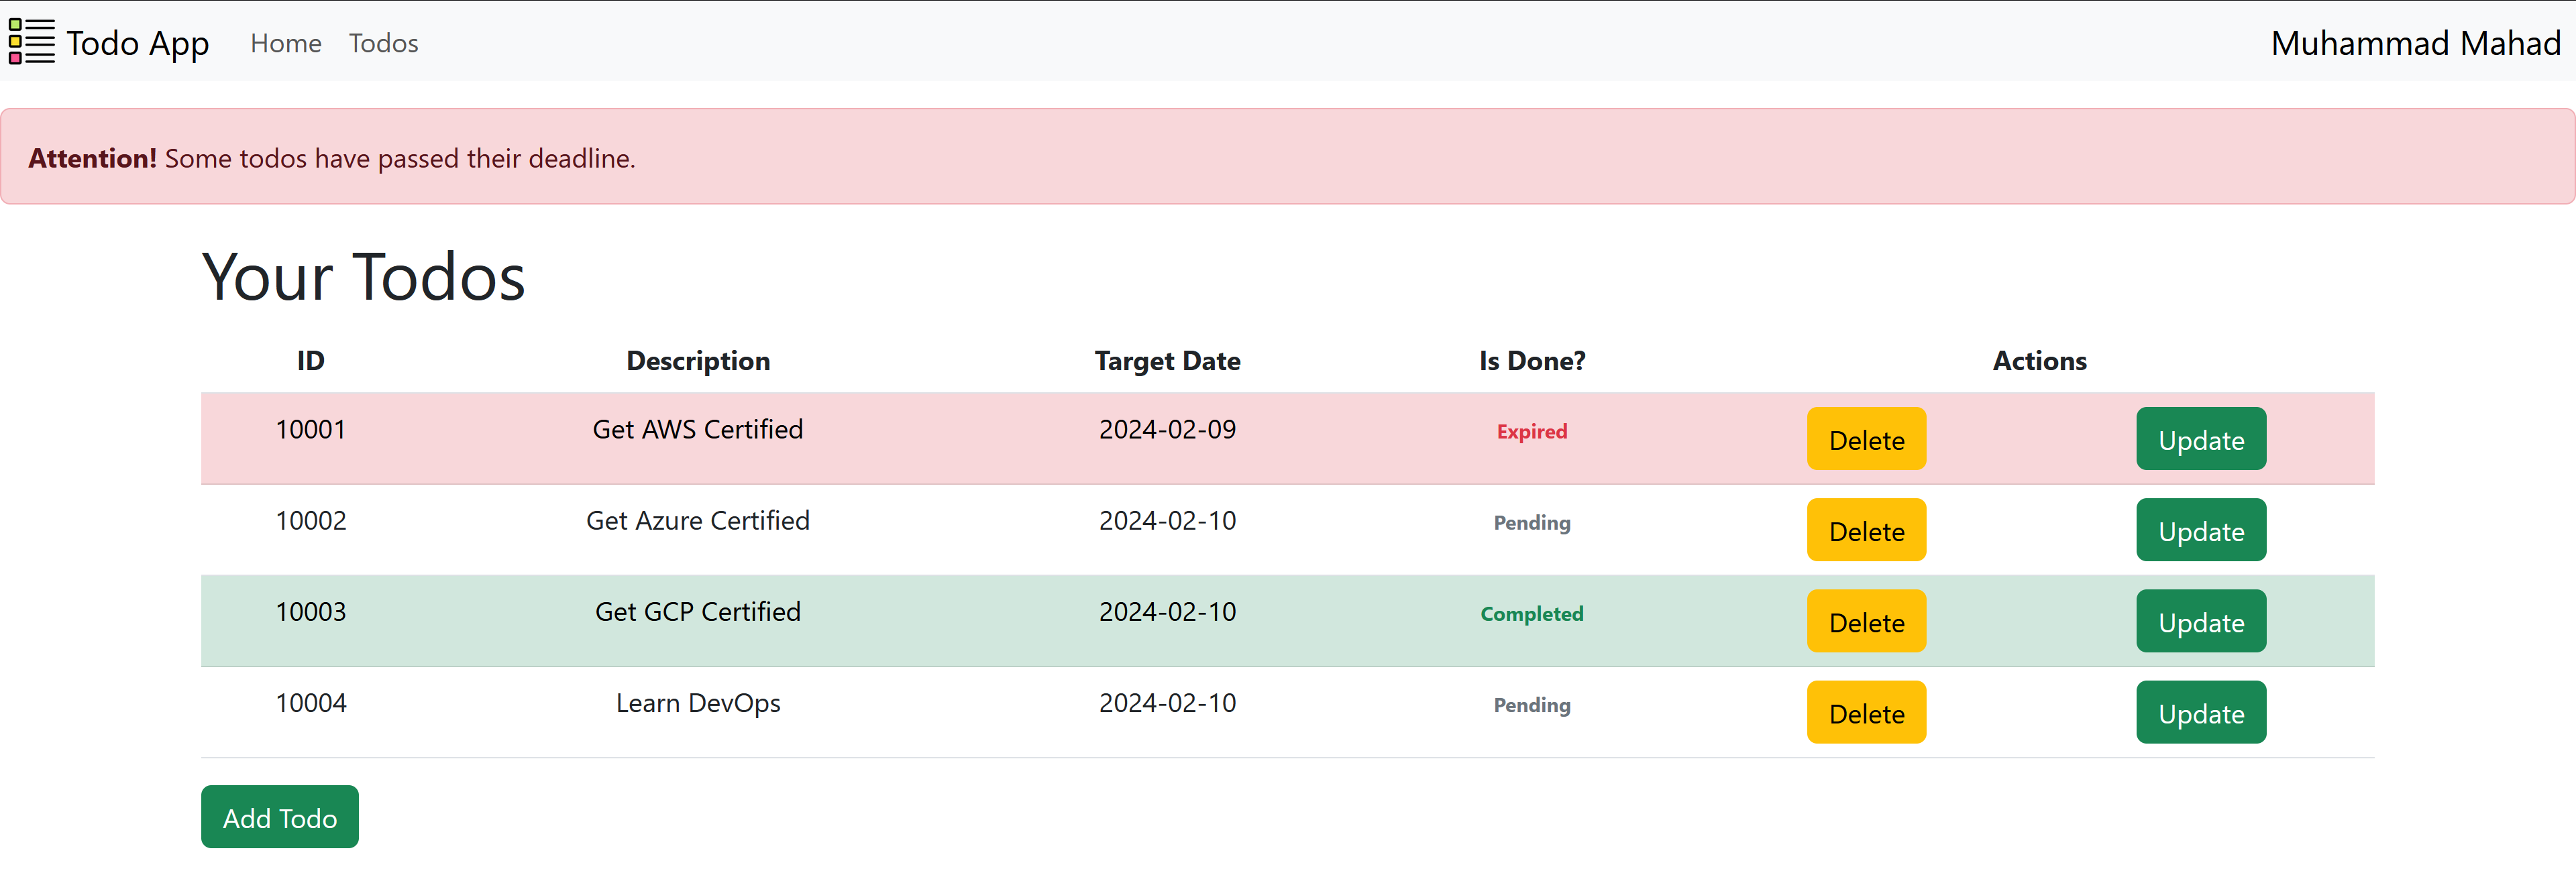 Todo App Home Todos Muhammad Mahad
Attention! Some todos have passed their deadline.
Your Todos
ID Description Target Date Is Done? Actions
10001 Get AWS Certified 2024-02-09 Expired Delete Update
10002 Get Azure Certified 2024-02-10 Pending Delete Update
10003 Get GCP Certified 2024-02-10 Completed Delete Update
10004 Learn DevOps 2024-02-10 Pending Delete Update
Add Todo